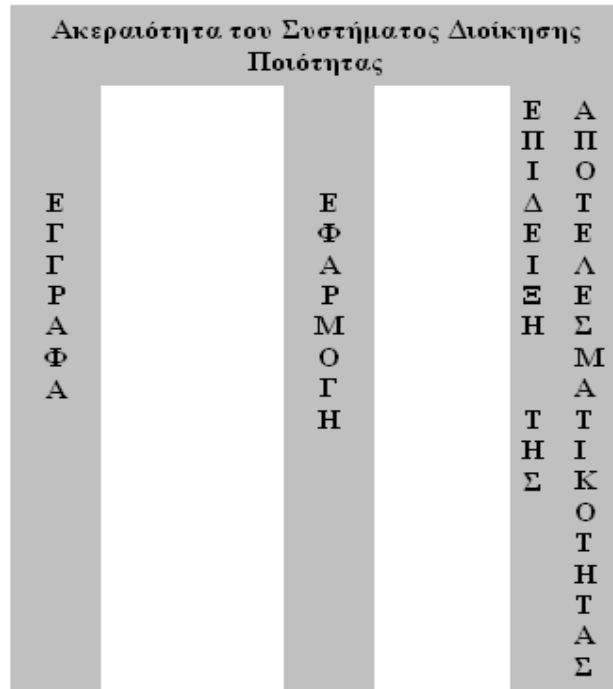 Ακεραιότητα του Συστήματος Διοίκησης
Ποιότητας
ΕΓΓΡΑΦΑ
ΕΦΑΡΜΟΓΗ
ΕΠΙΔΕΙΞΗ ΤΗΣ
ΑΠΟΤΕΛΕΣΜΑΤΙΚΟΤΗΤΑΣ